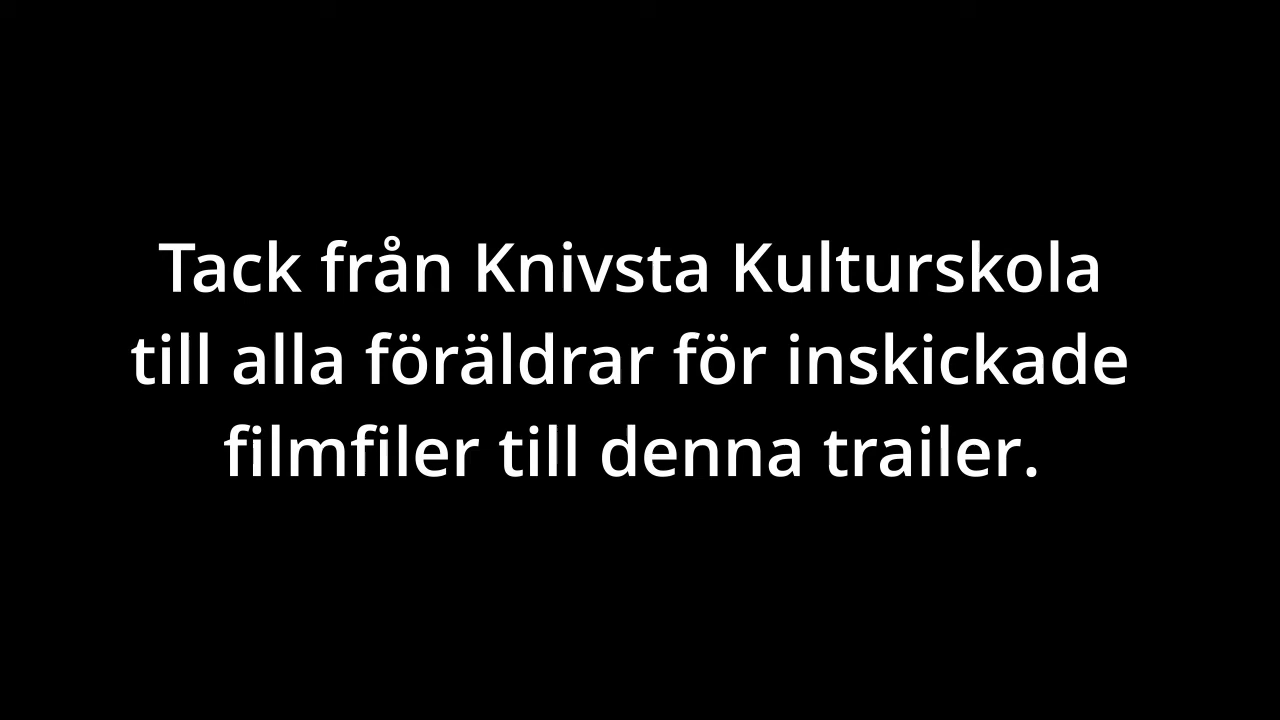 Tack från Knivsta Kulturskola
till alla föräldrar för inskickade
filmfiler till denna trailer.